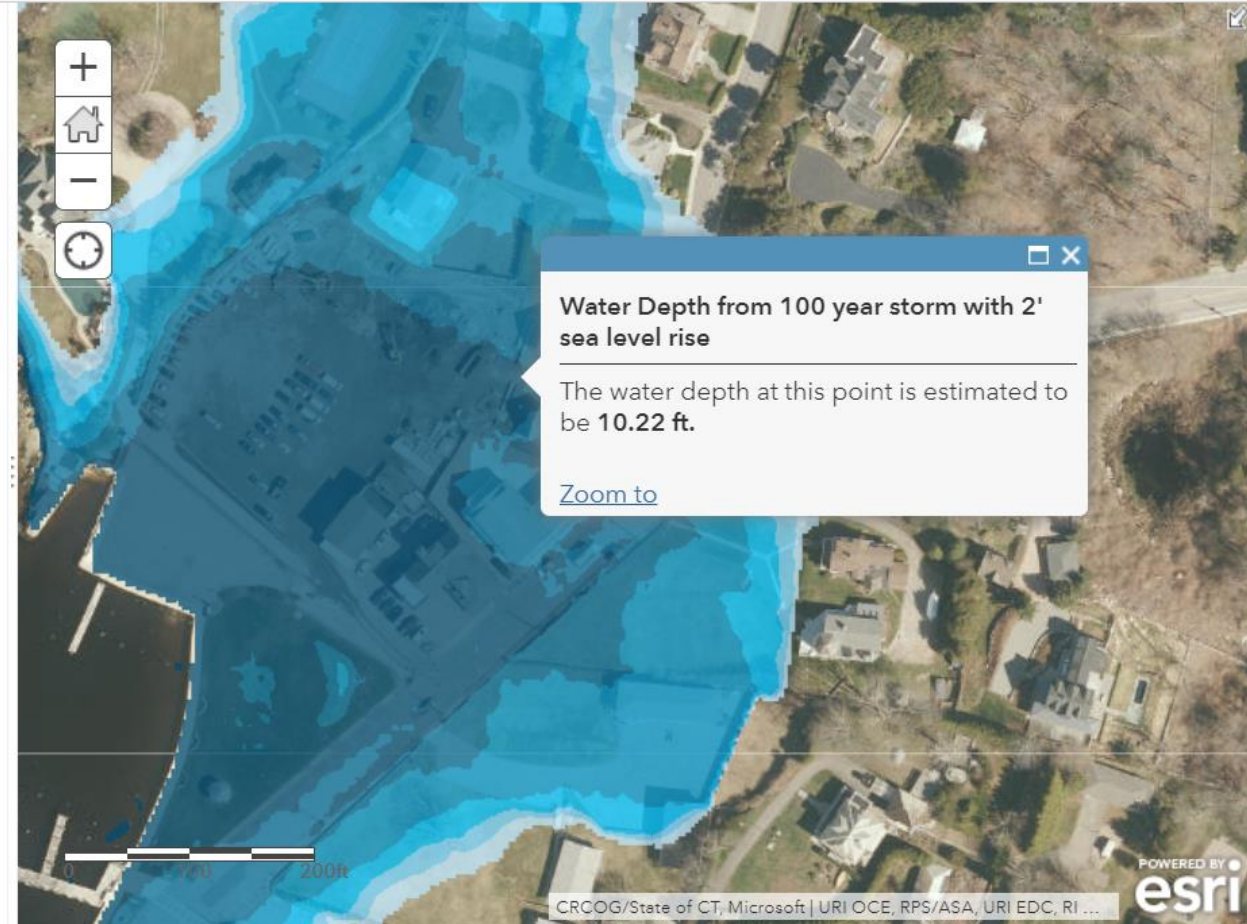 Water Depth from 100 year storm with 2'
sea level rise
The water depth at this point is estimated to
be 10.22 ft.
Zoom to
0 100 200ft
CRCOG/State of CT, Microsoft | URI OCE, RPS/ASA, URI EDC, RI ...
POWERED BY
esri